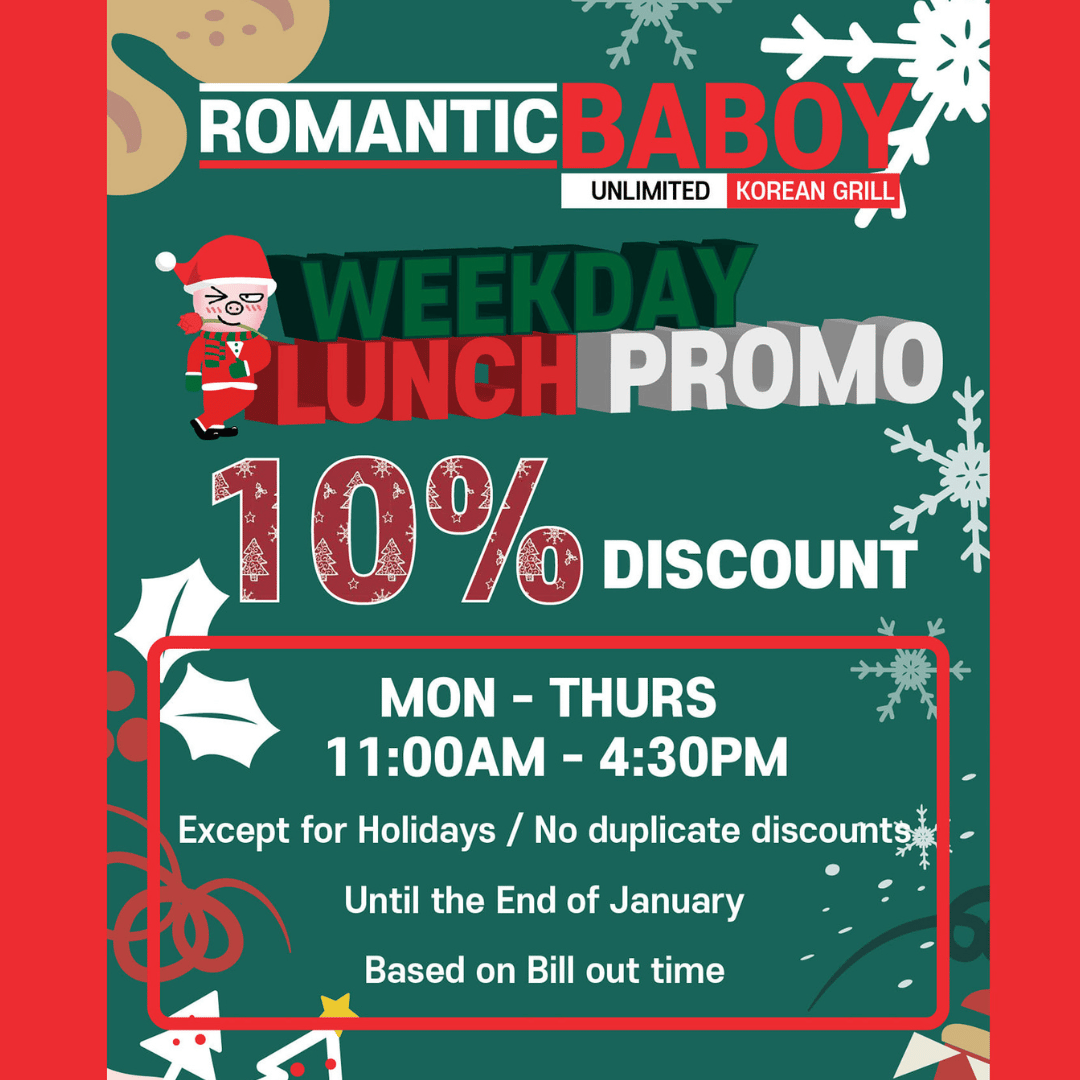 ROMANTIC BABOY
UNLIMITED KOREAN GRILL
WEEKDAY
LUNCH PROMO
10% DISCOUNT
MON - THURS
11:00AM - 4:30PM
Except for Holidays / No duplicate discounts
Until the End of January
Based on Bill out time